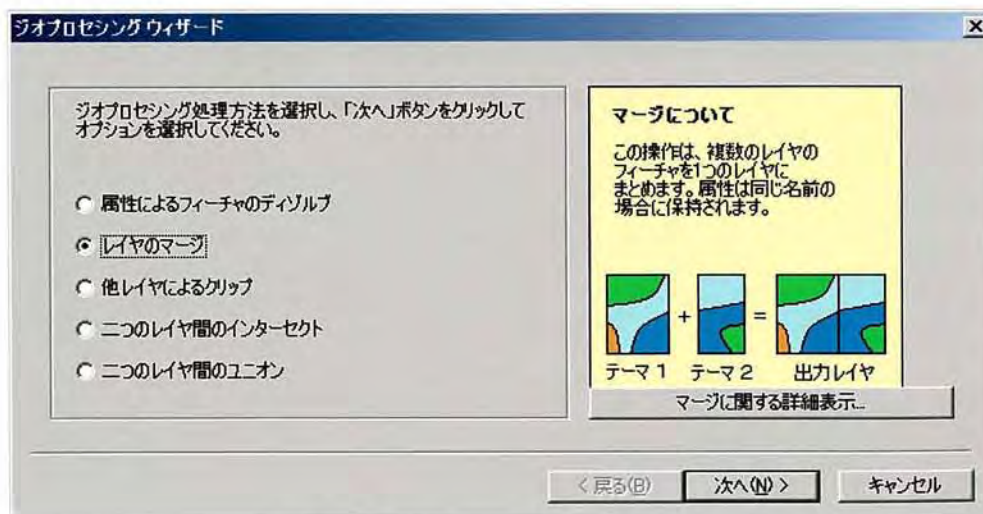 ジオプロセシング ウィザード
ジオプロセシング処理方法を選択し、「次へ」ボタンをクリックして
オプションを選択してください。
属性によるフィーチャのディゾルブ
レイヤのマージ
他レイヤによるクリップ
二つのレイヤ間のインターセクト
二つのレイヤ間のユニオン
マージについて
この操作は、複数のレイヤの
フィーチャを1つのレイヤに
まとめます。属性は同じ名前の
場合に保持されます。
+ =
テーマ 1 テーマ 2 出力レイヤ
マージに関する詳細表示...
< 戻る(B) 次へ(N) > キャンセル